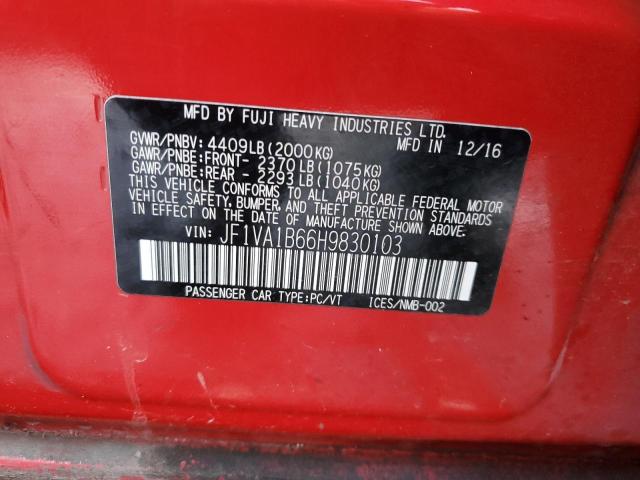 MFD BY FUJI HEAVY INDUSTRIES LTD.
GVWR/PNBV: 4409LB(2000KG) MFD IN 12/16
GAWR/PNBE:FRONT- 2370LB(1075KG)
GAWR/PNBE:REAR - 2293LB(1040KG)
THIS VEHICLE CONFORMS TO ALL APPLICABLE FEDERAL MOTOR
VEHICLE SAFETY, BUMPER, AND THEFT PREVENTION STANDARDS
IN EFFECT ON THE DATE OF MANUFACTURE SHOWN ABOVE.
VIN: JF1VA1B66H9830103
PASSENGER CAR TYPE:PC/VT ICES/NMB-002